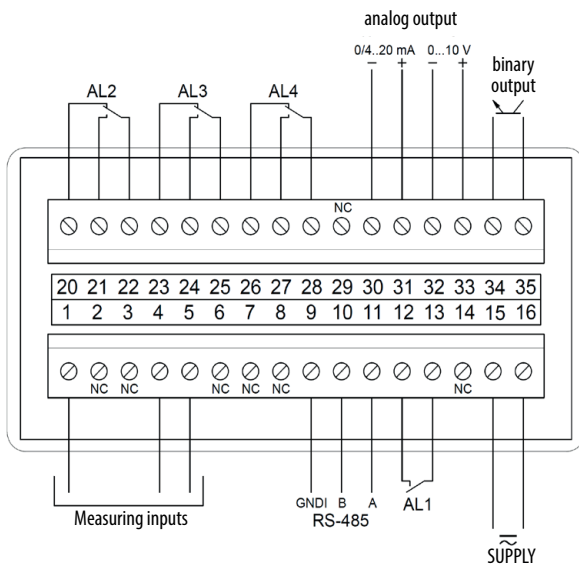 analog output
0/4..20 mA 0...10 V
− + − +
binary
output
AL2 AL3 AL4
NC
20 21 22 23 24 25 26 27 28 29 30 31 32 33 34 35
1 2 3 4 5 6 7 8 9 10 11 12 13 14 15 16
NC NC NC NC NC NC
Measuring inputs
GNDI B A
RS-485
AL1
SUPPLY